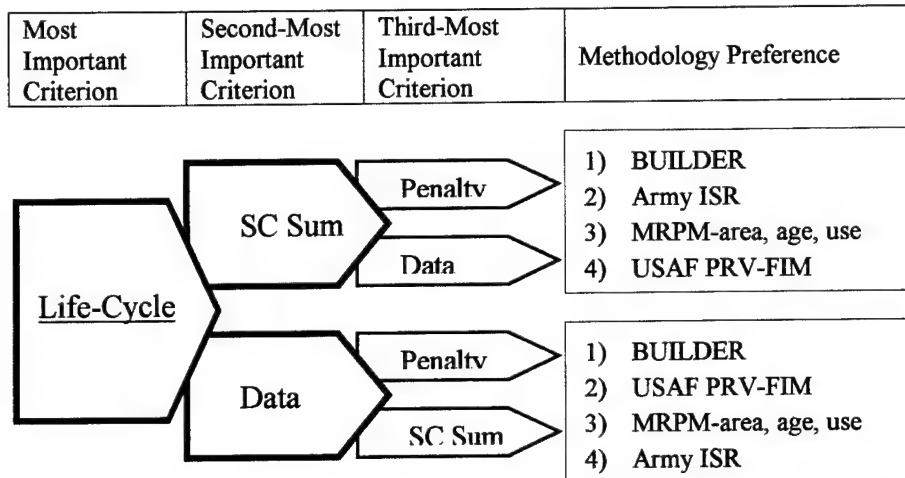 Most
Important
Criterion
Second-Most
Important
Criterion
Third-Most
Important
Criterion
Methodology Preference
Life-Cycle
SC Sum
Penalty
Data
1) BUILDER
2) Army ISR
3) MRPM-area, age, use
4) USAF PRV-FIM
Data
Penalty
SC Sum
1) BUILDER
2) USAF PRV-FIM
3) MRPM-area, age, use
4) Army ISR